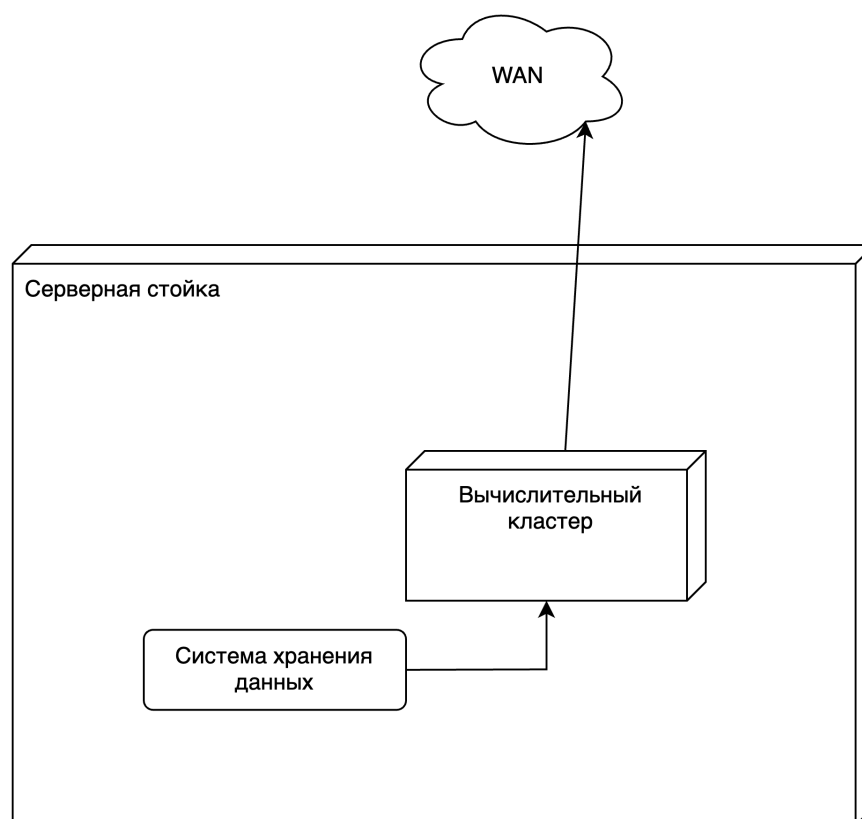 WAN
Серверная стойка
Вычислительный
кластер
Система хранения
данных